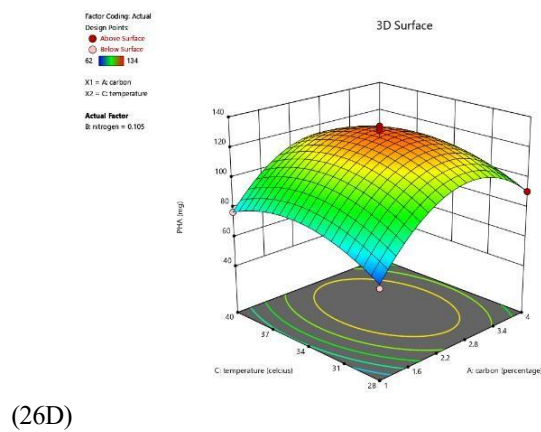 Factor Coding: Actual
3D Surface
Design Points:
Above Surface
Below Surface
62 134
X1 = A: carbon
X2 = C: temperature
Actual Factor
B: nitrogen = 0.105
140
120
100
80
60
40
PHA (mg)
40
37
34
31
28
1
1.6
2.2
2.8
3.4
4
C: temperature (celcius)
A: carbon (percentage)
(26D)